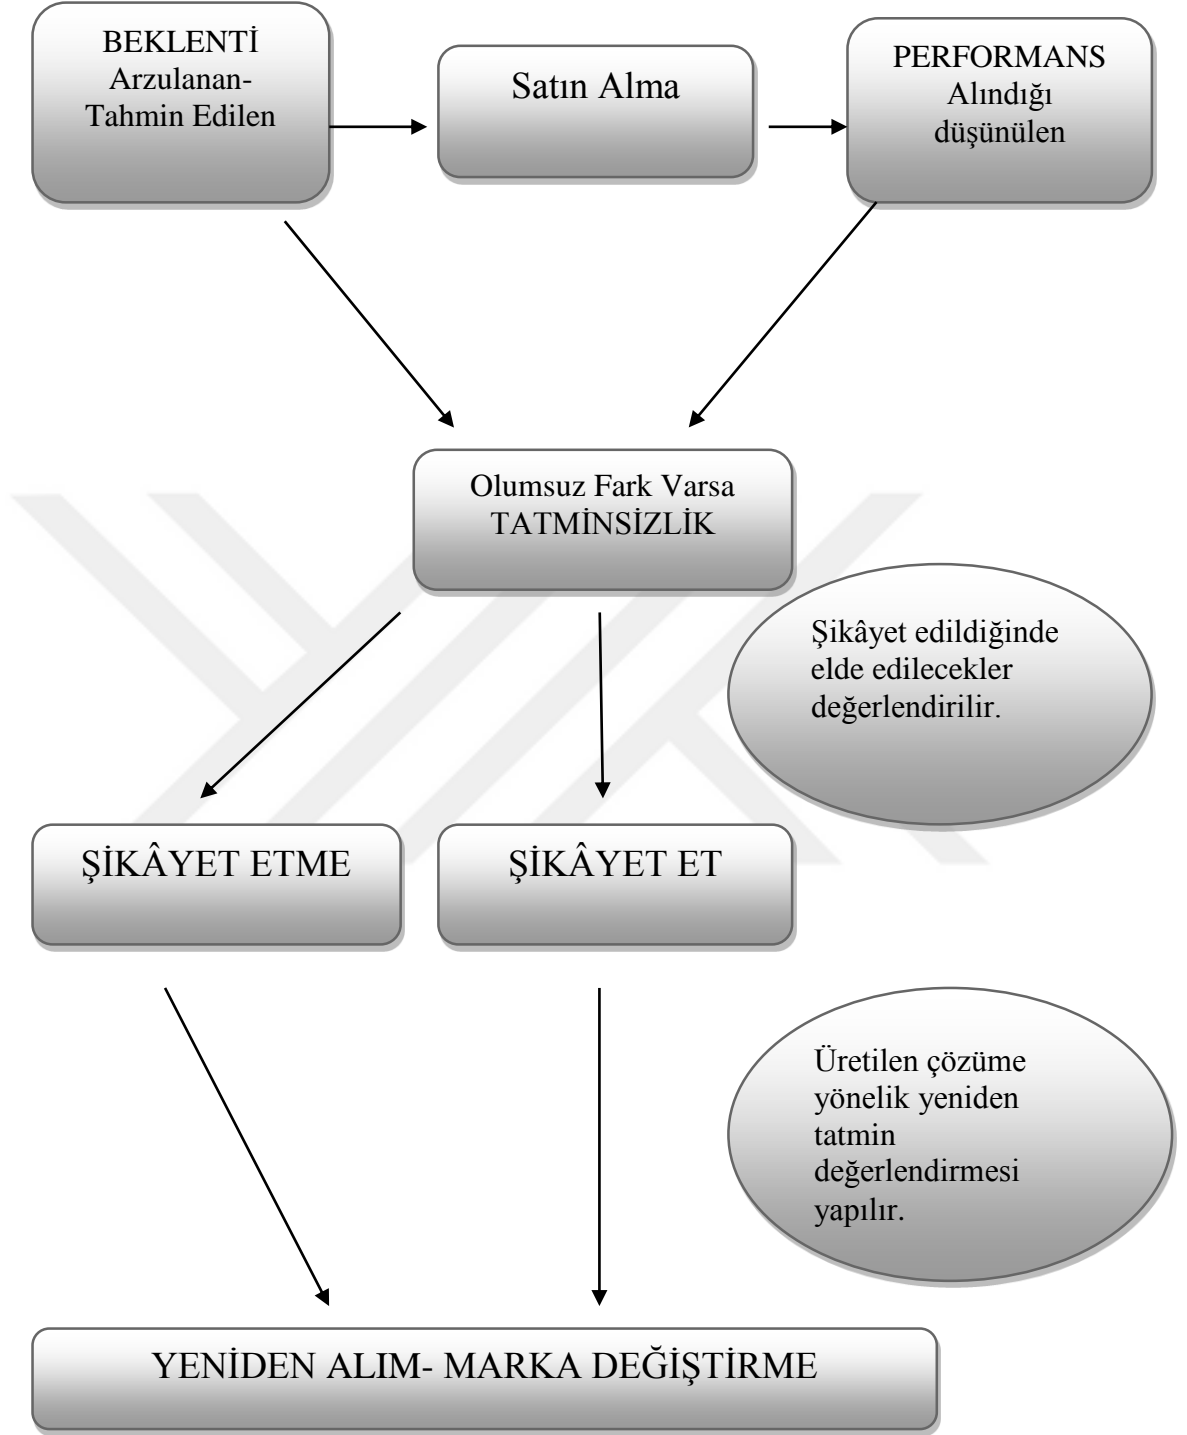 BEKLENTİ
Arzulanan-
Tahmin Edilen
Satın Alma
PERFORMANS
Alındığı
düşünülen
Olumsuz Fark Varsa
TATMİNSİZLİK
Şikâyet edildiğinde
elde edilecekler
değerlendirilir.
ŞİKÂYET ETME
ŞİKÂYET ET
Üretilen çözüme
yönelik yeniden
tatmin
değerlendirmesi
yapılır.
YENİDEN ALIM- MARKA DEĞİŞTİRME